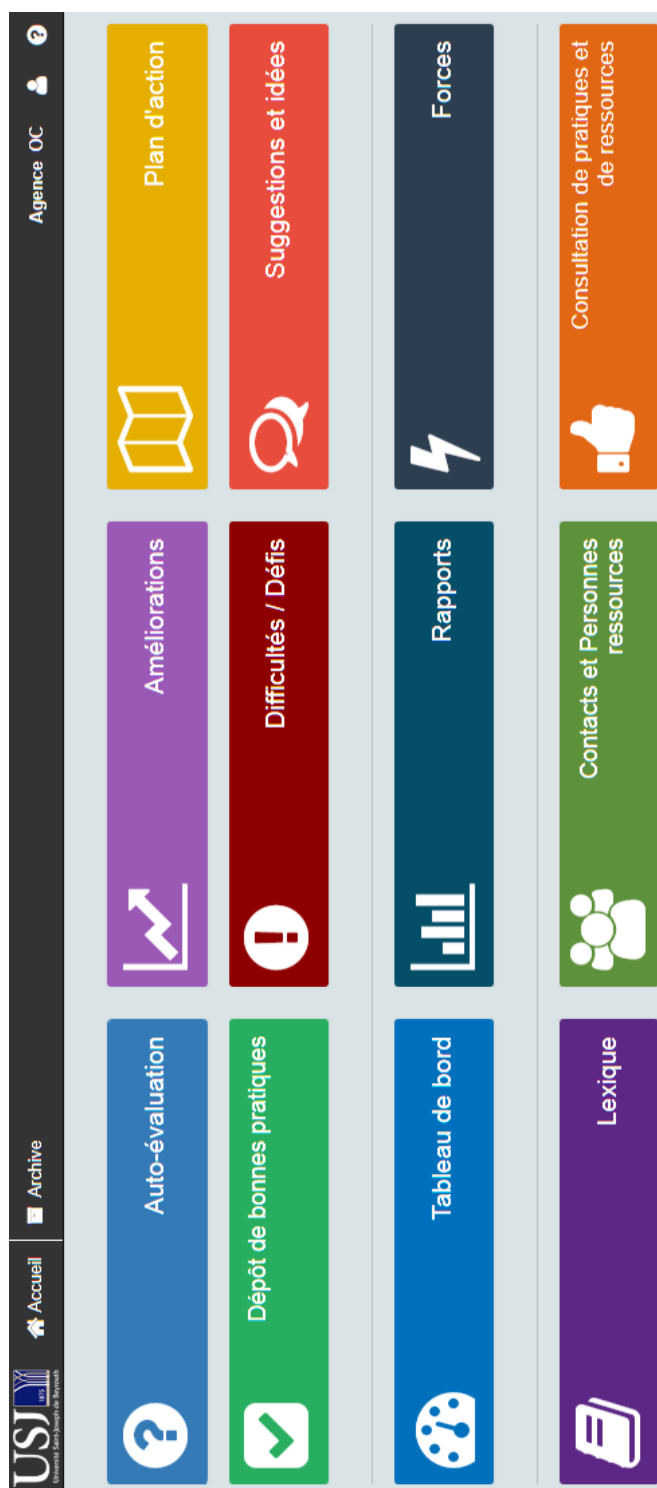 USJ
1875
Université Saint-Joseph de Beyrouth
Accueil
Archive
Agence OC
Auto-évaluation
Améliorations
Plan d'action
Dépôt de bonnes pratiques
Difficultés / Défis
Suggestions et idées
Tableau de bord
Rapports
Forces
Lexique
Contacts et Personnes
ressources
Consultation de pratiques et
de ressources